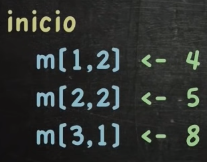 inicio
m[1,2] <- 4
m[2,2] <- 5
m[3,1] <- 8